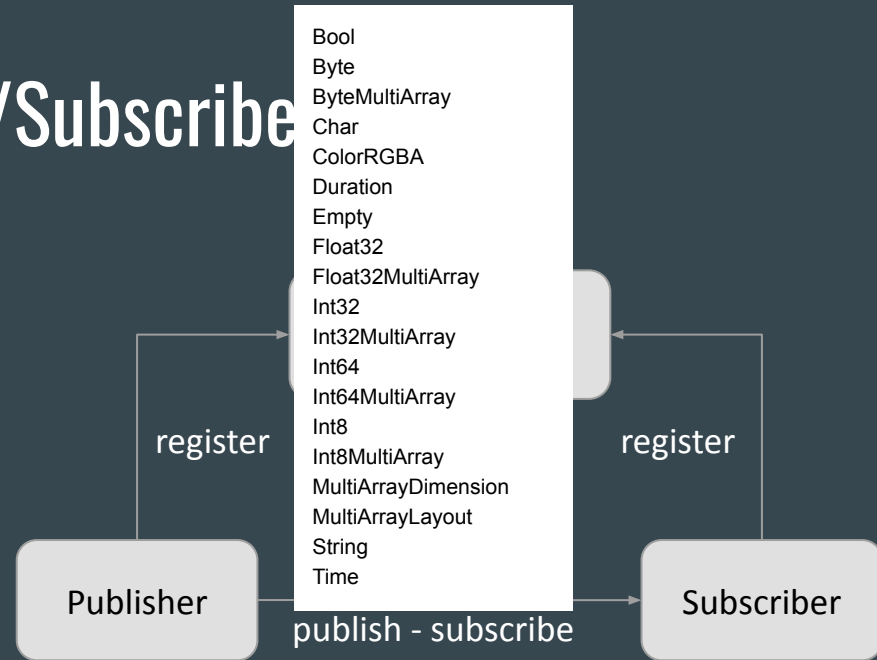 /Subscribe
Bool
Byte
ByteMultiArray
Char
ColorRGBA
Duration
Empty
Float32
Float32MultiArray
Int32
Int32MultiArray
Int64
Int64MultiArray
Int8
Int8MultiArray
MultiArrayDimension
MultiArrayLayout
String
Time
register
register
Publisher
Subscriber
publish - subscribe